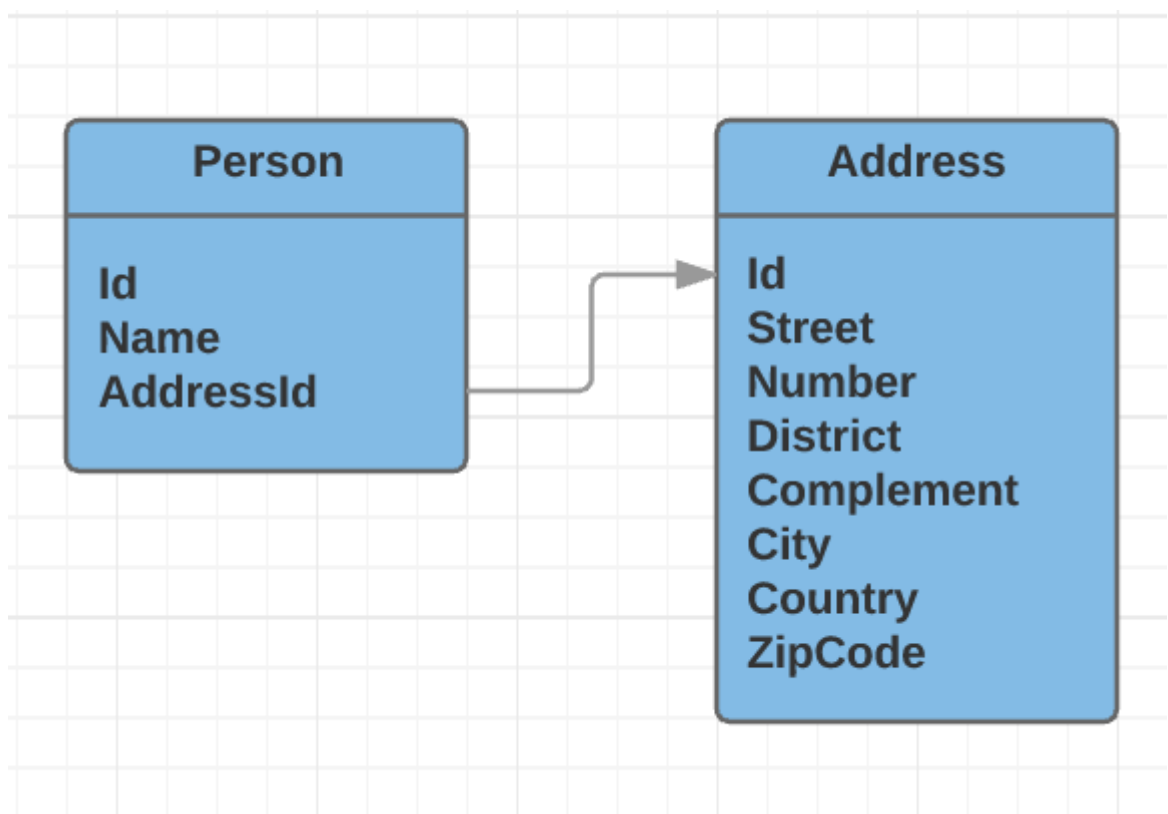 Person
Id
Name
AddressId
Address
Id
Street
Number
District
Complement
City
Country
ZipCode